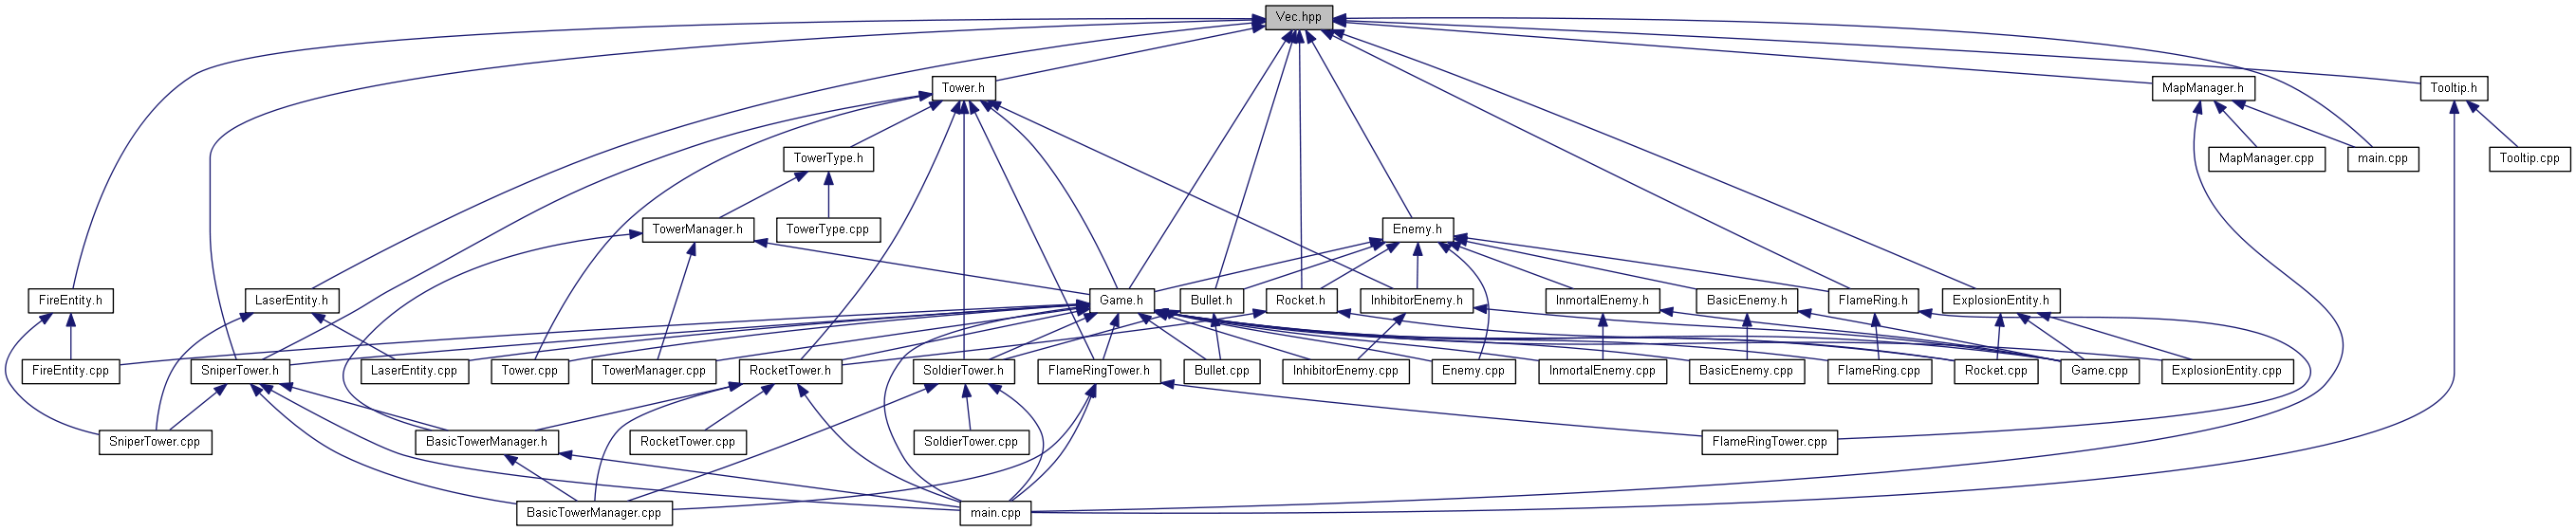 Vec.hpp
Tower.h
MapManager.h
Tooltip.h
TowerType.h
MapManager.cpp
main.cpp
Tooltip.cpp
TowerManager.h
TowerType.cpp
Enemy.h
FireEntity.h
LaserEntity.h
Game.h
Bullet.h
Rocket.h
InhibitorEnemy.h
InmortalEnemy.h
BasicEnemy.h
FlameRing.h
ExplosionEntity.h
FireEntity.cpp
SniperTower.h
LaserEntity.cpp
Tower.cpp
TowerManager.cpp
RocketTower.h
SoldierTower.h
FlameRingTower.h
Bullet.cpp
InhibitorEnemy.cpp
Enemy.cpp
InmortalEnemy.cpp
BasicEnemy.cpp
FlameRing.cpp
Rocket.cpp
Game.cpp
ExplosionEntity.cpp
SniperTower.cpp
BasicTowerManager.h
RocketTower.cpp
SoldierTower.cpp
FlameRingTower.cpp
BasicTowerManager.cpp
main.cpp